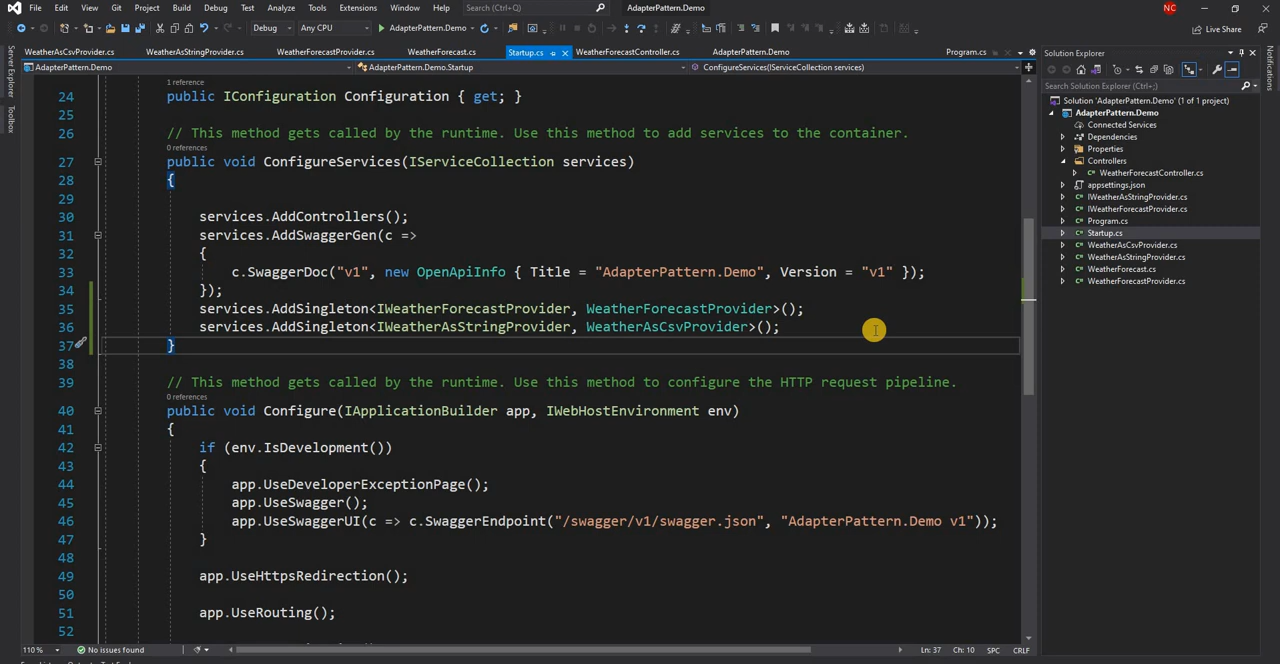 File Edit View Git Project Build Debug Test Analyze Tools Extensions Window Help Search (Ctrl+Q) AdapterPattern.Demo NC
Debug Any CPU AdapterPattern.Demo Live Share
WeatherAsCsvProvider.cs WeatherAsStringProvider.cs WeatherForecastProvider.cs WeatherForecast.cs Startup.cs WeatherForecastController.cs AdapterPattern.Demo Program.cs
AdapterPattern.Demo AdapterPattern.Demo.Startup ConfigureServices(IServiceCollection services)
Server Explorer
Toolbox
1 reference
24 public IConfiguration Configuration { get; }
25
26 // This method gets called by the runtime. Use this method to add services to the container.
0 references
27 public void ConfigureServices(IServiceCollection services)
28 {
29
30 services.AddControllers();
31 services.AddSwaggerGen(c =>
32 {
33 c.SwaggerDoc("v1", new OpenApiInfo { Title = "AdapterPattern.Demo", Version = "v1" });
34 });
35 services.AddSingleton<IWeatherForecastProvider, WeatherForecastProvider>();
36 services.AddSingleton<IWeatherAsStringProvider, WeatherAsCsvProvider>();
37 }
38
39 // This method gets called by the runtime. Use this method to configure the HTTP request pipeline.
0 references
40 public void Configure(IApplicationBuilder app, IWebHostEnvironment env)
41 {
42 if (env.IsDevelopment())
43 {
44 app.UseDeveloperExceptionPage();
45 app.UseSwagger();
46 app.UseSwaggerUI(c => c.SwaggerEndpoint("/swagger/v1/swagger.json", "AdapterPattern.Demo v1"));
47 }
48
49 app.UseHttpsRedirection();
50
51 app.UseRouting();
52
110 % No issues found Ln: 37 Ch: 10 SPC CRLF
Solution Explorer
Search Solution Explorer (Ctrl+;)
Solution 'AdapterPattern.Demo' (1 of 1 project)
AdapterPattern.Demo
Connected Services
Dependencies
Properties
Controllers
WeatherForecastController.cs
appsettings.json
IWeatherAsStringProvider.cs
IWeatherForecastProvider.cs
Program.cs
Startup.cs
WeatherAsCsvProvider.cs
WeatherAsStringProvider.cs
WeatherForecast.cs
WeatherForecastProvider.cs
Notifications